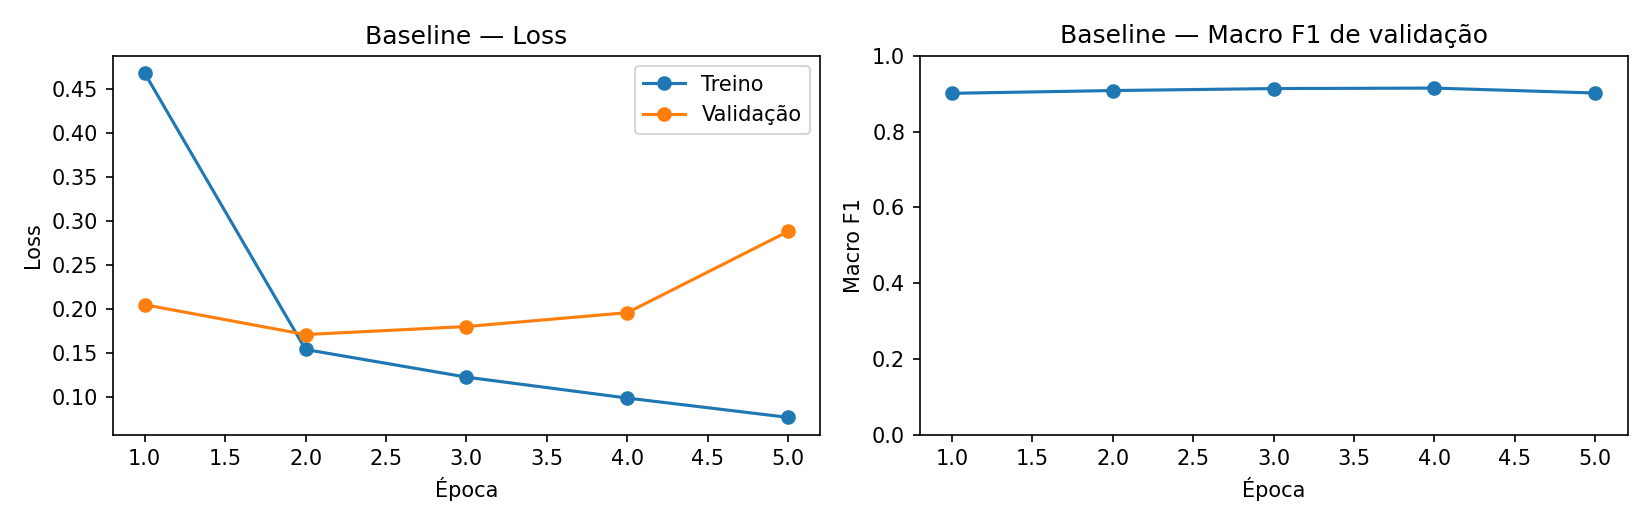 Baseline — Loss
Treino
Validação
0.45
0.40
0.35
0.30
0.25
0.20
0.15
0.10
Loss
1.0 1.5 2.0 2.5 3.0 3.5 4.0 4.5 5.0
Época
Baseline — Macro F1 de validação
1.0
0.8
0.6
0.4
0.2
0.0
Macro F1
1.0 1.5 2.0 2.5 3.0 3.5 4.0 4.5 5.0
Época